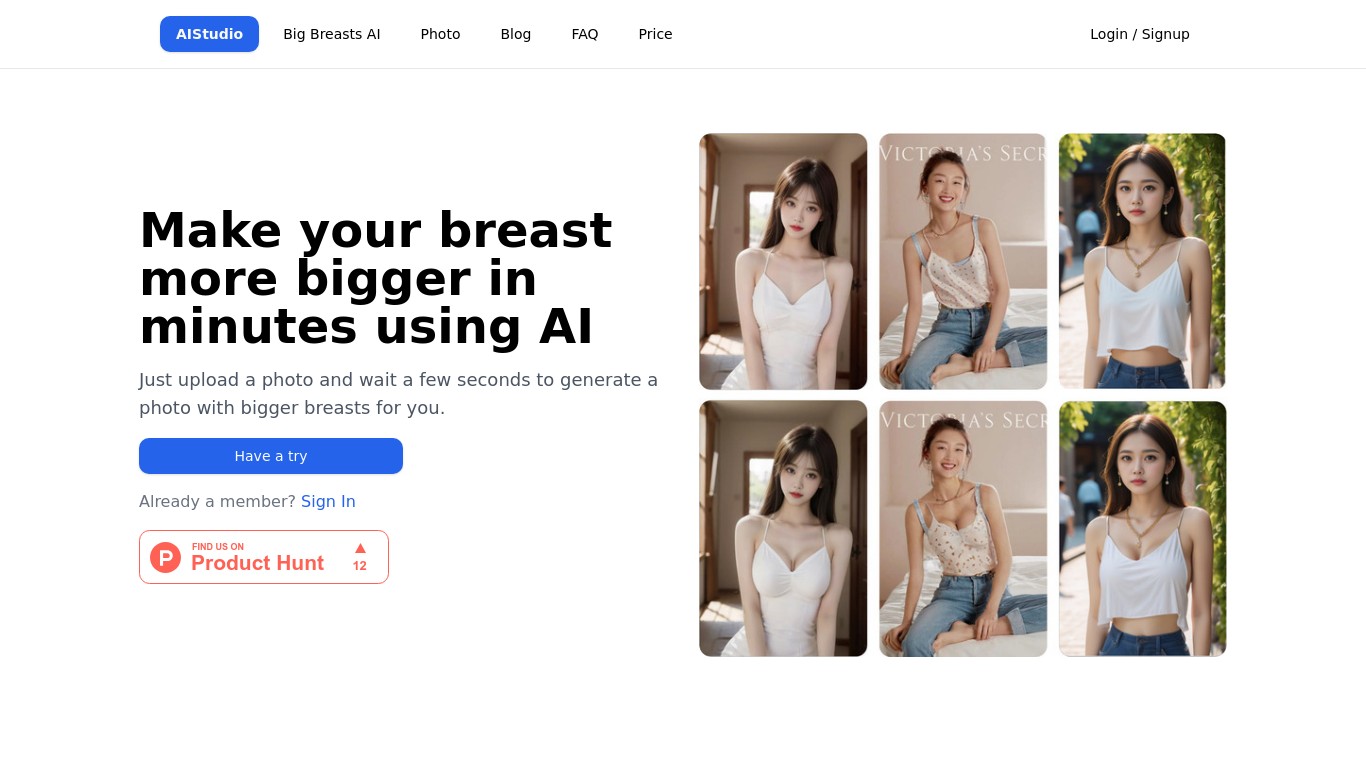 AIStudio
Big Breasts AI
Photo
Blog
FAQ
Price
Login / Signup
Make your breast
more bigger in
minutes using AI
Just upload a photo and wait a few seconds to generate a
photo with bigger breasts for you.
Have a try
Already a member? Sign In
FIND US ON
Product Hunt
▲
12
VICTORIA'S SECR
VICTORIA'S SECR